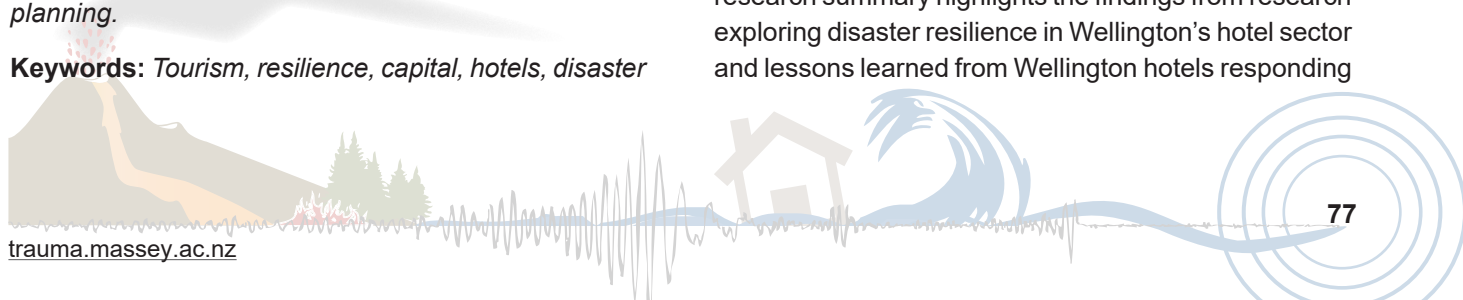 planning.
Keywords: Tourism, resilience, capital, hotels, disaster
research summary highlights the findings from research
exploring disaster resilience in Wellington’s hotel sector
and lessons learned from Wellington hotels responding
77
trauma.massey.ac.nz